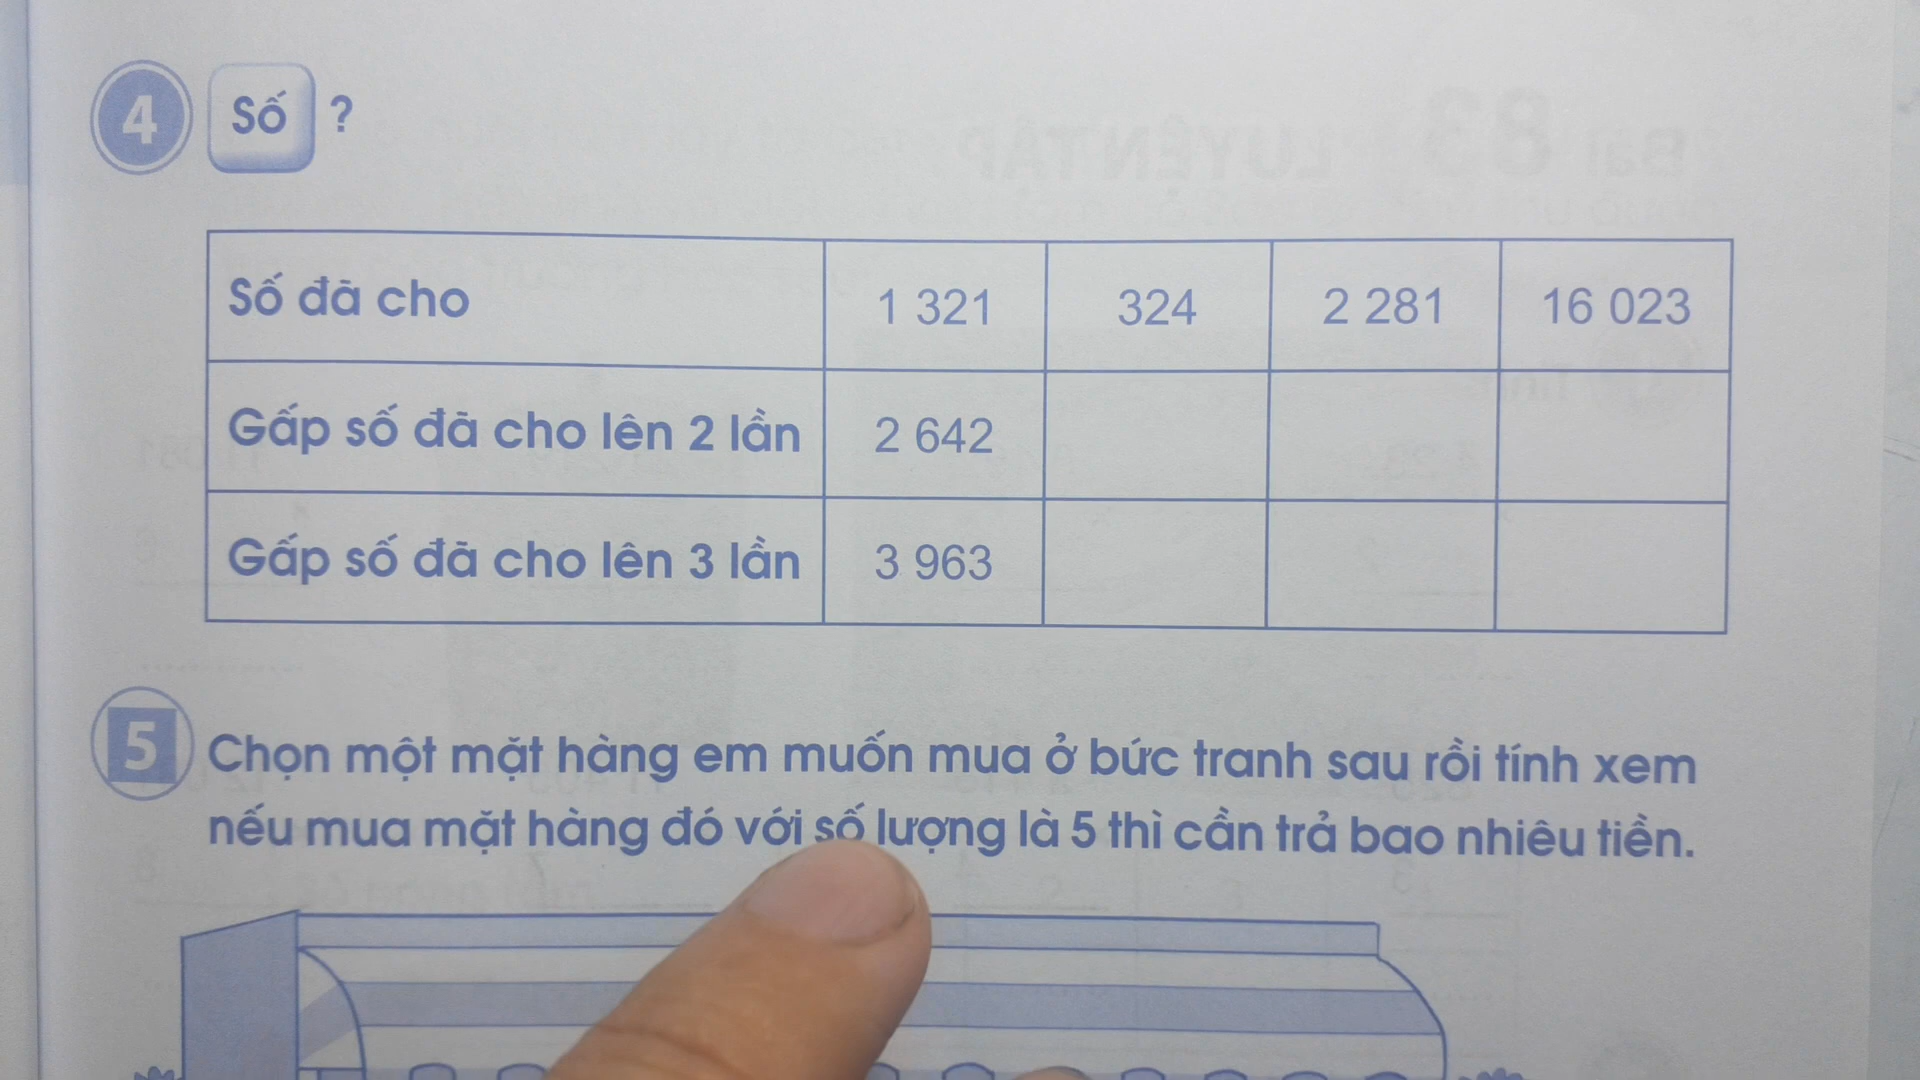 4 Số ?
Số đã cho 1 321 324 2 281 16 023
Gấp số đã cho lên 2 lần 2 642
Gấp số đã cho lên 3 lần 3 963
5 Chọn một mặt hàng em muốn mua ở bức tranh sau rồi tính xem
nếu mua mặt hàng đó với số lượng là 5 thì cần trả bao nhiêu tiền.